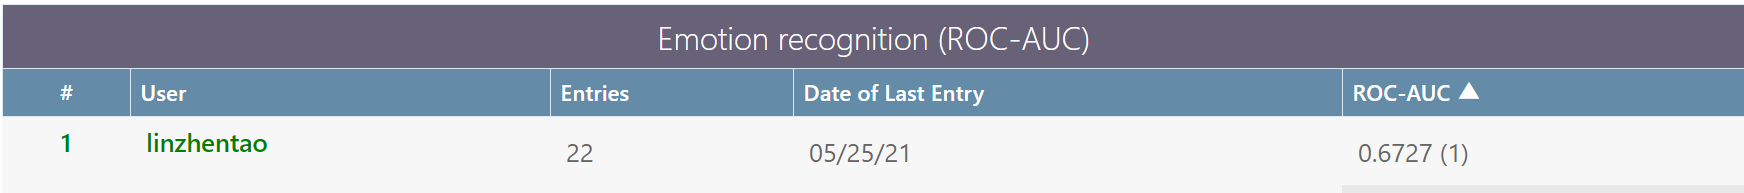 Emotion recognition (ROC-AUC)
# User Entries Date of Last Entry ROC-AUC ▲
1 linzhentao 22 05/25/21 0.6727 (1)